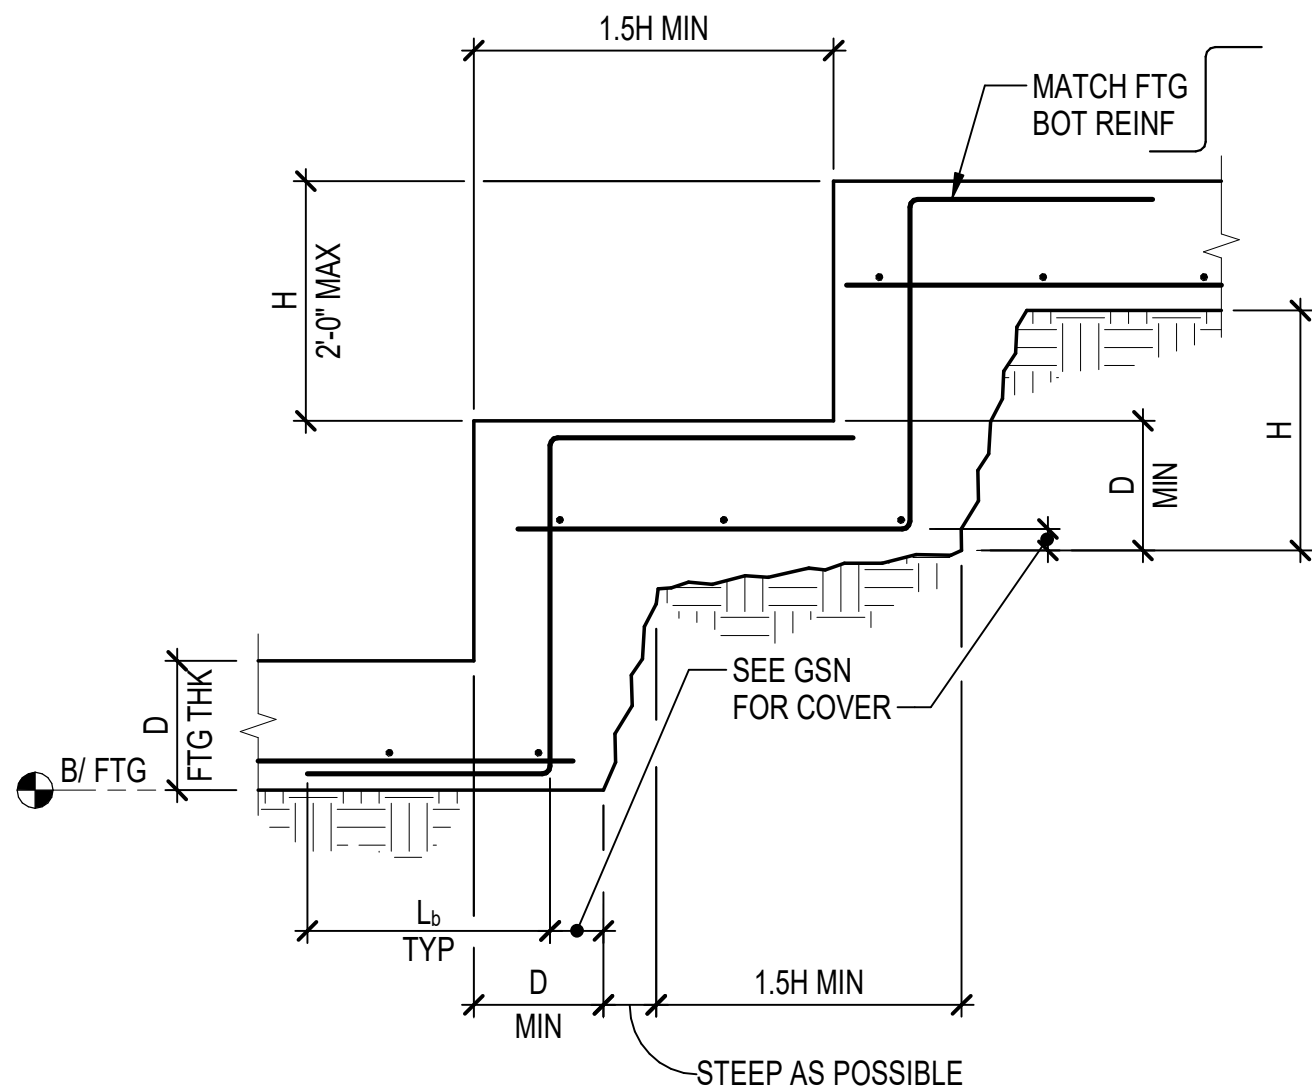 1.5H MIN
MATCH FTG
BOT REINF
H
2'-0" MAX
H
D
MIN
SEE GSN
FOR COVER
D
FTG THK
B/ FTG
Lb
TYP
D
MIN
1.5H MIN
STEEP AS POSSIBLE